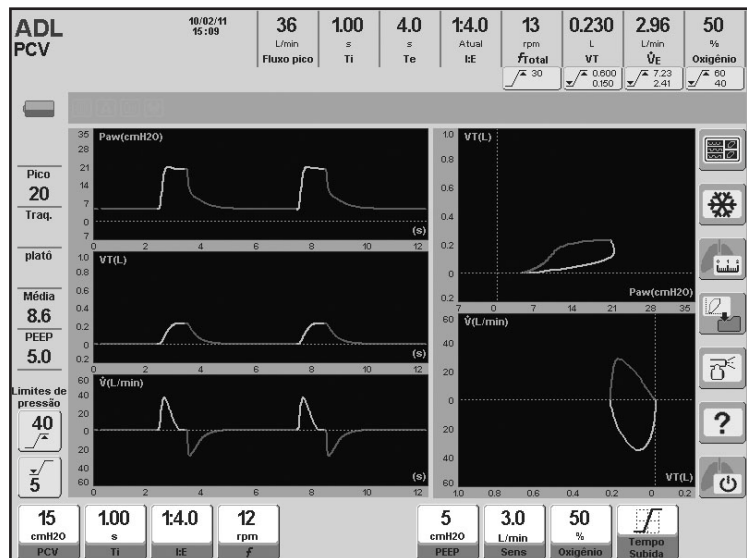 ADL
PCV
10/02/11
15:09
36
L/min
Fluxo pico
1.00
s
Ti
4.0
s
Te
1:4.0
Atual
I:E
13
rpm
fTotal
30
0.230
L
VT
0.600
0.150
2.96
L/min
V̇E
7.23
2.41
50
%
Oxigênio
60
40
Pico
20
Traq.
platô
Média
8.6
PEEP
5.0
Limites de
pressão
40
5
Paw(cmH2O)
35
28
21
14
7
0
7
(s)
0 2 4 6 8 10 12
VT(L)
1.0
0.8
0.6
0.4
0.2
0
0.2
(s)
0 2 4 6 8 10 12
V̇(L/min)
60
40
20
0
20
40
60
(s)
0 2 4 6 8 10 12
VT(L)
1.0
0.8
0.6
0.4
0.2
0
0.2
Paw(cmH2O)
7 0 7 14 21 28 35
V̇(L/min)
60
40
20
0
20
40
60
VT(L)
1.0 0.8 0.6 0.4 0.2 0 0.2
?
15
cmH2O
PCV
1.00
s
Ti
1:4.0
I:E
12
rpm
f
5
cmH2O
PEEP
3.0
L/min
Sens
50
%
Oxigênio
Tempo
Subida